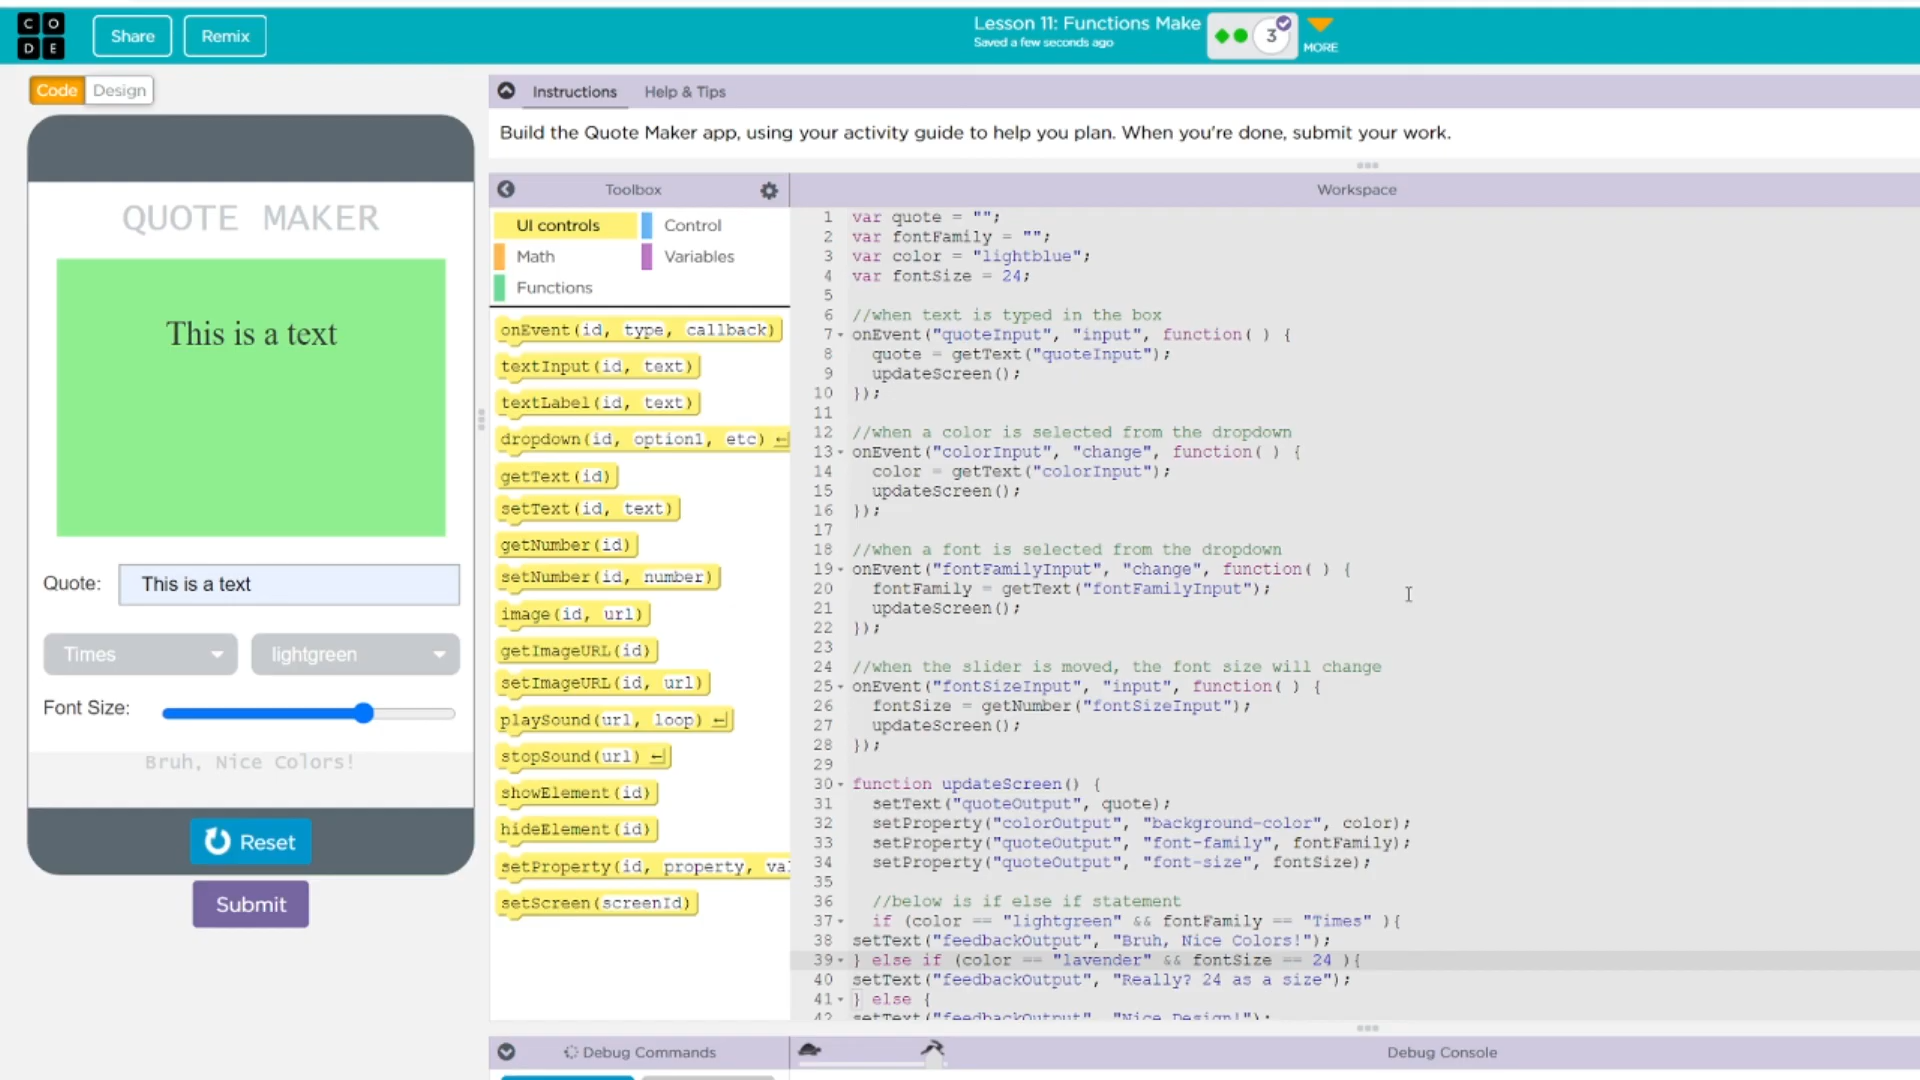 CODE
Share
Remix
Lesson 11: Functions Make
Saved a few seconds ago
3
MORE
Code
Design
QUOTE MAKER
This is a text
Quote:
This is a text
Times
lightgreen
Font Size:
Bruh, Nice Colors!
Reset
Submit
Instructions
Help & Tips
Build the Quote Maker app, using your activity guide to help you plan. When you're done, submit your work.
Toolbox
UI controls
Control
Math
Variables
Functions
onEvent(id, type, callback)
textInput(id, text)
textLabel(id, text)
dropdown(id, option1, etc)
getText(id)
setText(id, text)
getNumber(id)
setNumber(id, number)
image(id, url)
getImageURL(id)
setImageURL(id, url)
playSound(url, loop)
stopSound(url)
showElement(id)
hideElement(id)
setProperty(id, property, val
setScreen(screenId)
Workspace
1 var quote = "";
2 var fontFamily = "";
3 var color = "lightblue";
4 var fontSize = 24;
5
6 //when text is typed in the box
7 onEvent("quoteInput", "input", function( ) {
8 quote = getText("quoteInput");
9 updateScreen();
10 });
11
12 //when a color is selected from the dropdown
13 onEvent("colorInput", "change", function( ) {
14 color = getText("colorInput");
15 updateScreen();
16 });
17
18 //when a font is selected from the dropdown
19 onEvent("fontFamilyInput", "change", function( ) {
20 fontFamily = getText("fontFamilyInput");
21 updateScreen();
22 });
23
24 //when the slider is moved, the font size will change
25 onEvent("fontSizeInput", "input", function( ) {
26 fontSize = getNumber("fontSizeInput");
27 updateScreen();
28 });
29
30 function updateScreen() {
31 setText("quoteOutput", quote);
32 setProperty("colorOutput", "background-color", color);
33 setProperty("quoteOutput", "font-family", fontFamily);
34 setProperty("quoteOutput", "font-size", fontSize);
35
36 //below is if else if statement
37 if (color == "lightgreen" && fontFamily == "Times" ){
38 setText("feedbackOutput", "Bruh, Nice Colors!");
39 } else if (color == "lavender" && fontSize == 24 ){
40 setText("feedbackOutput", "Really? 24 as a size");
41 } else {
42 setText("feedbackOutput", "Nice Design!");
Debug Commands
Debug Console